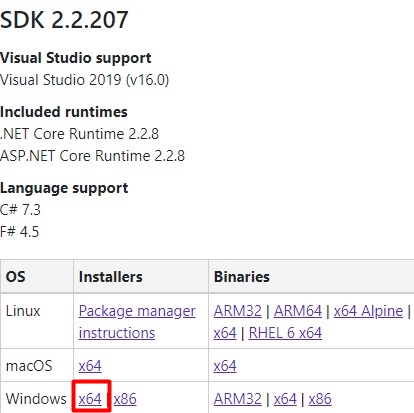 SDK 2.2.207
Visual Studio support
Visual Studio 2019 (v16.0)
Included runtimes
.NET Core Runtime 2.2.8
ASP.NET Core Runtime 2.2.8
Language support
C# 7.3
F# 4.5
OS Installers Binaries
Linux Package manager instructions ARM32 | ARM64 | x64 Alpine | x64 | RHEL 6 x64
macOS x64 x64
Windows x64 | x86 ARM32 | x64 | x86